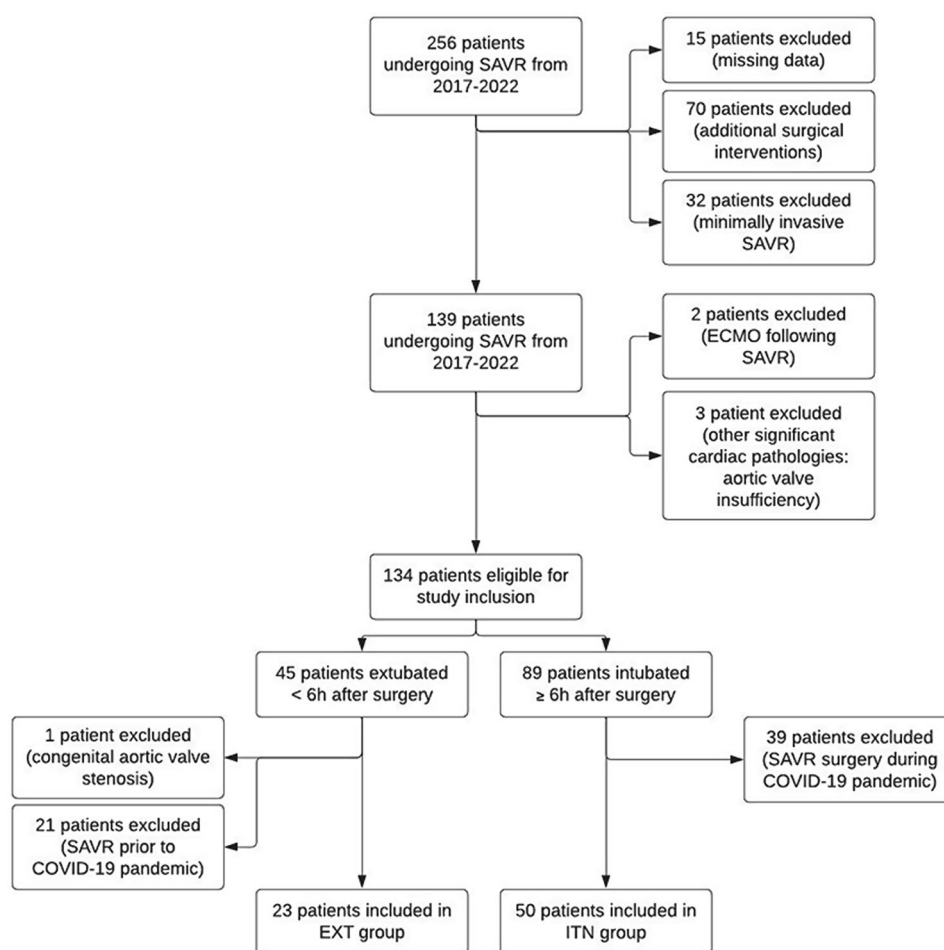 256 patients
undergoing SAVR from
2017-2022
15 patients excluded
(missing data)
70 patients excluded
(additional surgical
interventions)
32 patients excluded
(minimally invasive
SAVR)
139 patients
undergoing SAVR from
2017-2022
2 patients excluded
(ECMO following
SAVR)
3 patient excluded
(other significant
cardiac pathologies:
aortic valve
insufficiency)
134 patients eligible for
study inclusion
45 patients extubated
< 6h after surgery
89 patients intubated
≥ 6h after surgery
1 patient excluded
(congenital aortic valve
stenosis)
39 patients excluded
(SAVR surgery during
COVID-19 pandemic)
21 patients excluded
(SAVR prior to
COVID-19 pandemic)
23 patients included in
EXT group
50 patients included in
ITN group